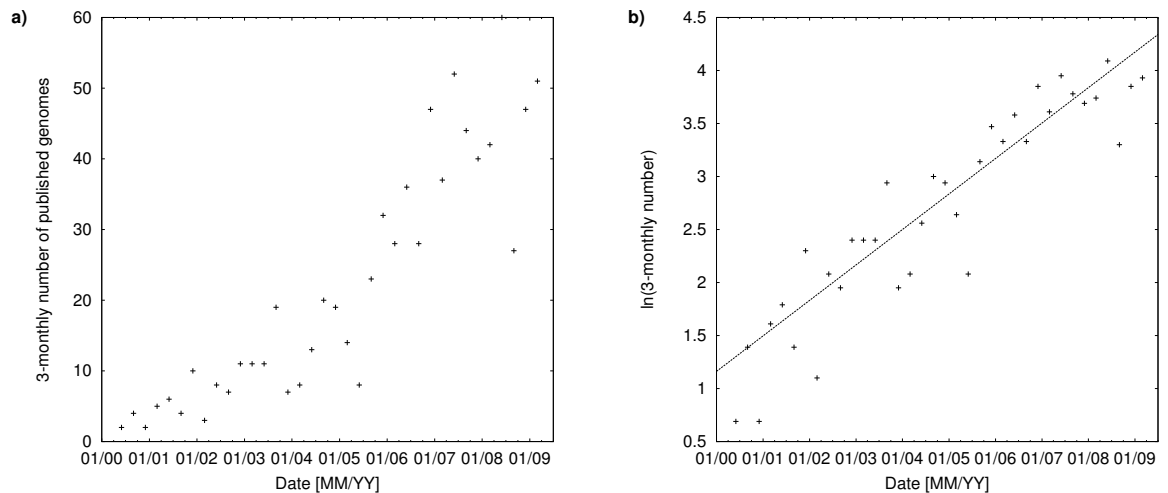 a)
3-monthly number of published genomes
60
50
40
30
20
10
0
01/00 01/01 01/02 01/03 01/04 01/05 01/06 01/07 01/08 01/09
Date [MM/YY]
b)
ln(3-monthly number)
4.5
4
3.5
3
2.5
2
1.5
1
0.5
01/00 01/01 01/02 01/03 01/04 01/05 01/06 01/07 01/08 01/09
Date [MM/YY]